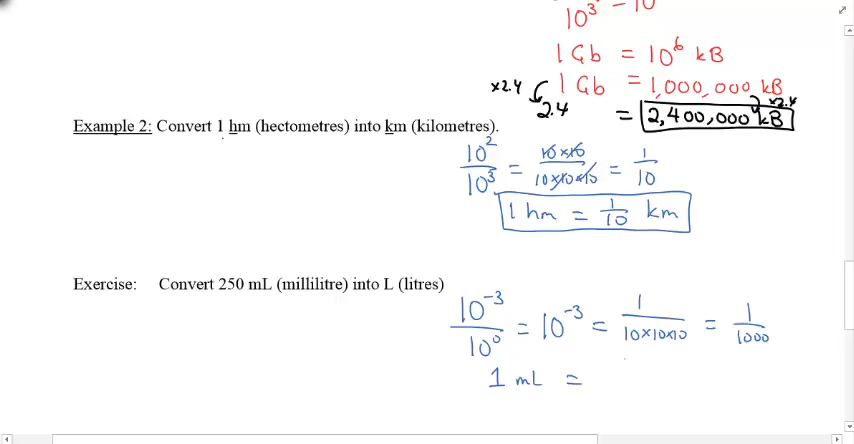 10³ = 10
1 Gb = 10⁶ kB
×2.4 1 Gb = 1,000,000 kB ×2.4
2.4 = 2,400,000 kB
Example 2: Convert 1 hm (hectometres) into km (kilometres).
10²/10³ = 10×10/10×10×10 = 1/10
1 hm = 1/10 km
Exercise: Convert 250 mL (millilitre) into L (litres)
10⁻³/10⁰ = 10⁻³ = 1/10×10×10 = 1/1000
1 mL =